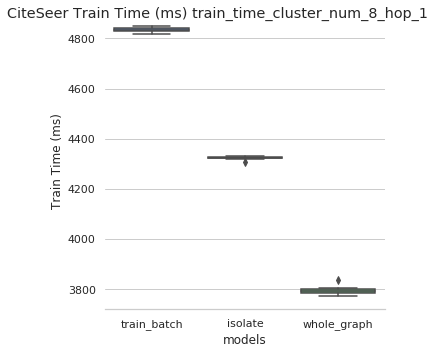 CiteSeer Train Time (ms) train_time_cluster_num_8_hop_1
4800
4600
4400
4200
4000
3800
Train Time (ms)
train_batch isolate whole_graph
models